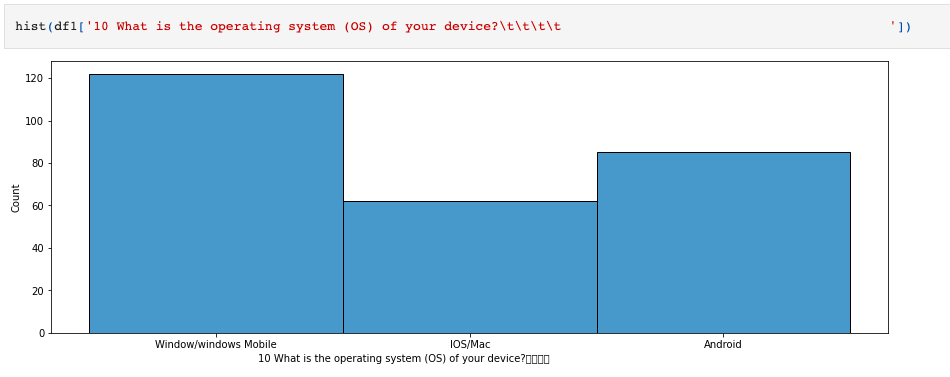 hist(df1['10 What is the operating system (OS) of your device?\t\t\t\t                                         '])
120
100
80
60
40
20
0
Count
Window/windows Mobile IOS/Mac Android
10 What is the operating system (OS) of your device?▯▯▯▯